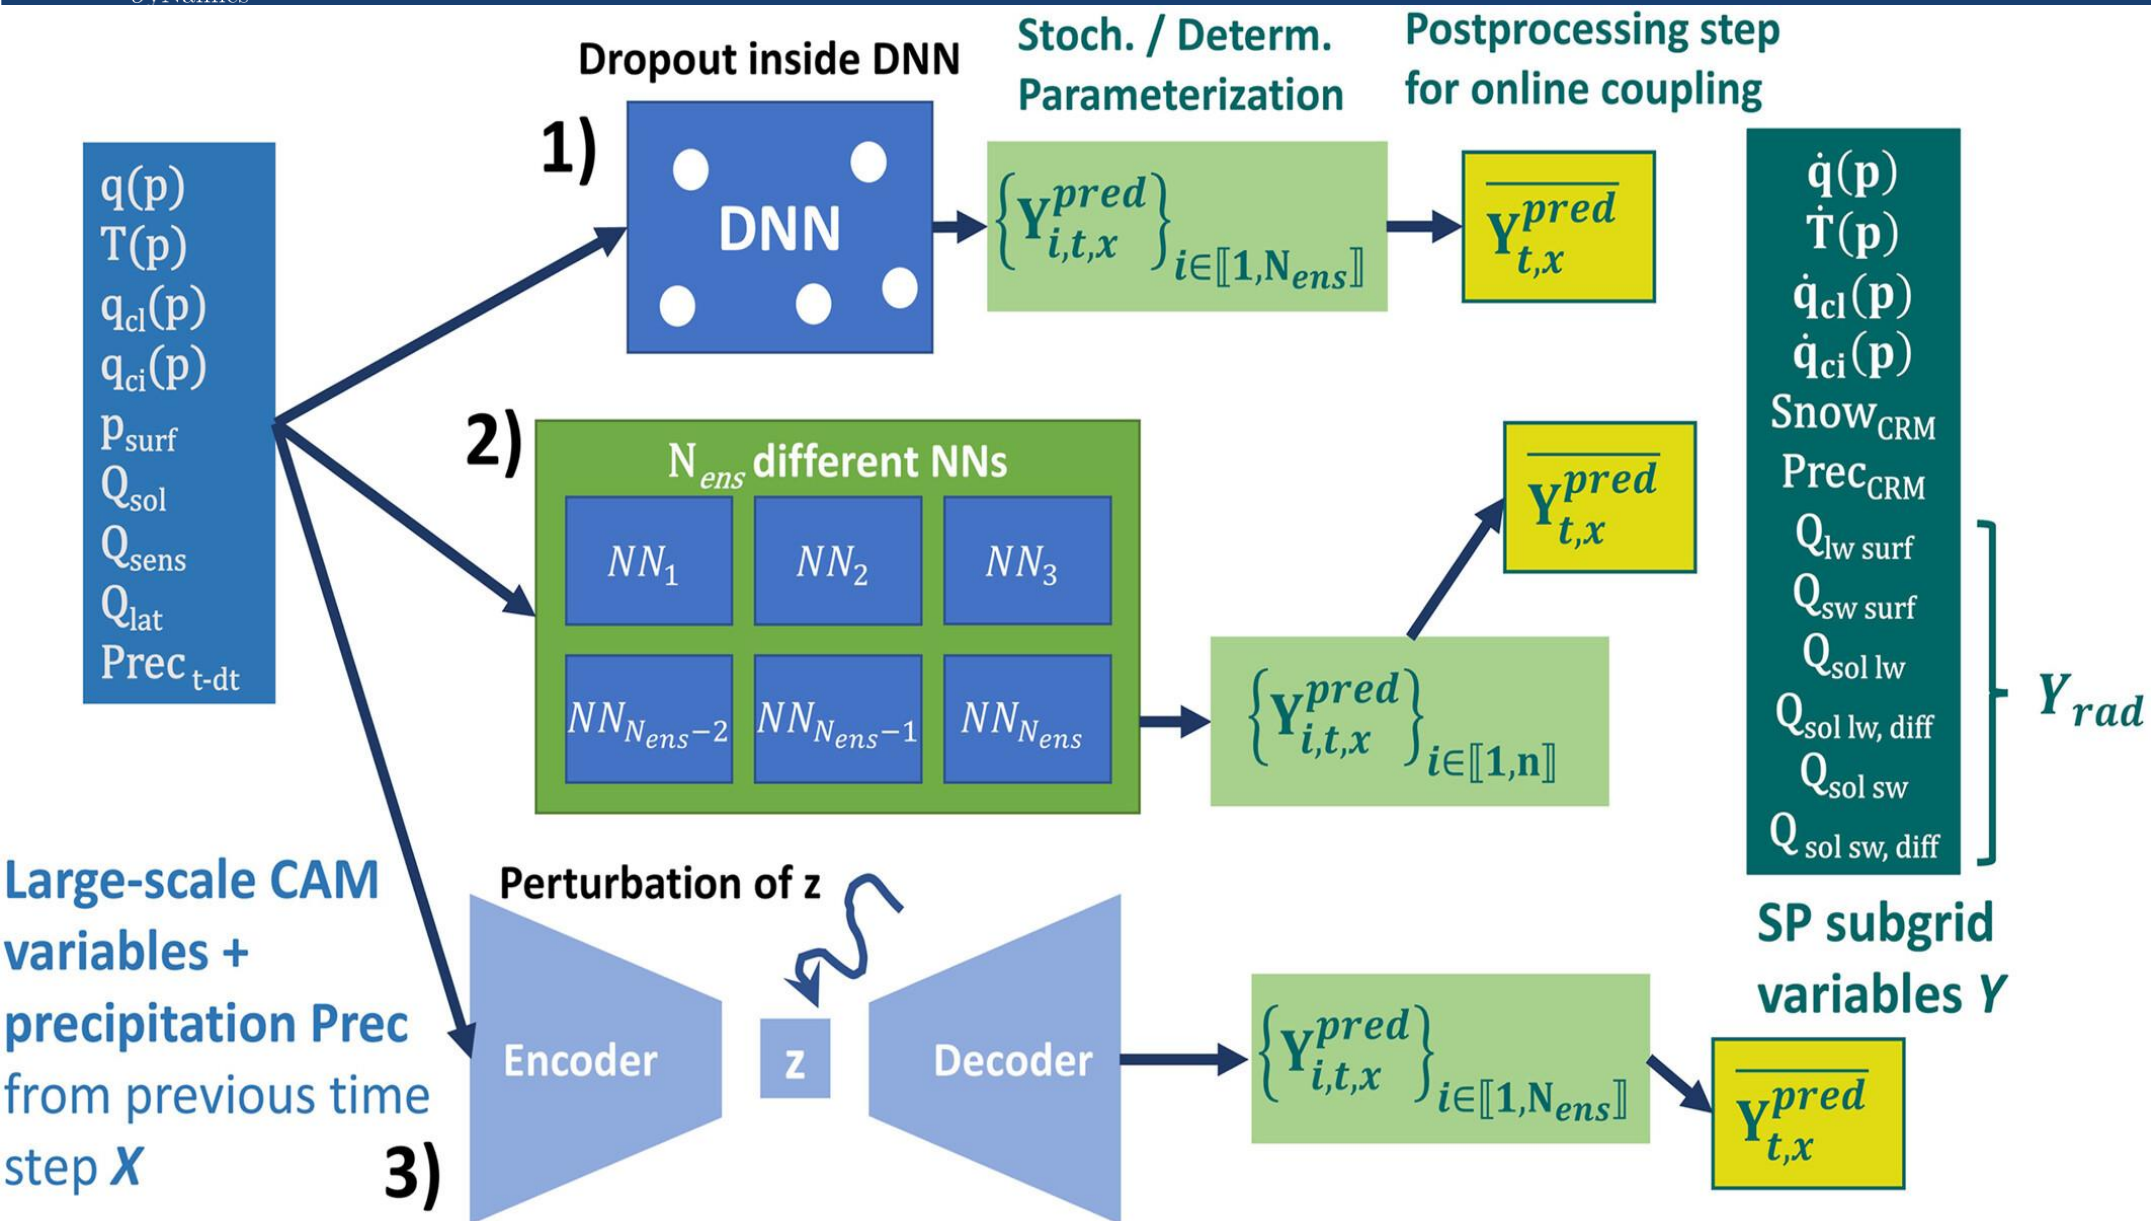 Dropout inside DNN
Stoch. / Determ.
Parameterization
Postprocessing step
for online coupling
q(p)
T(p)
q_cl(p)
q_ci(p)
p_surf
Q_sol
Q_sens
Q_lat
Prec_t-dt
Large-scale CAM
variables +
precipitation Prec
from previous time
step X
1)
DNN
{Y^pred_i,t,x}_i∈⟦1,N_ens⟧
\overline{Y^pred_t,x}
2)
N_ens different NNs
NN_1 NN_2 NN_3
NN_N_ens−2 NN_N_ens−1 NN_N_ens
{Y^pred_i,t,x}_i∈⟦1,n⟧
\overline{Y^pred_t,x}
3)
Perturbation of z
Encoder
z
Decoder
{Y^pred_i,t,x}_i∈⟦1,N_ens⟧
\overline{Y^pred_t,x}
q̇(p)
Ṫ(p)
q̇_cl(p)
q̇_ci(p)
Snow_CRM
Prec_CRM
Q_lw surf
Q_sw surf
Q_sol lw
Q_sol lw, diff
Q_sol sw
Q_sol sw, diff
Y_rad
SP subgrid
variables Y